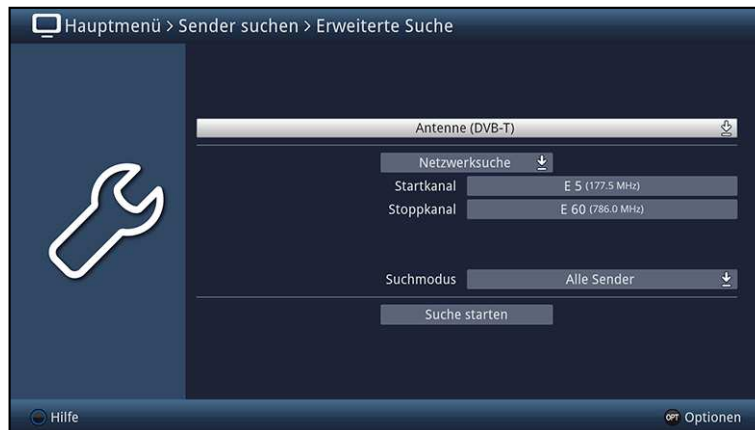 Hauptmenü > Sender suchen > Erweiterte Suche
Antenne (DVB-T)
Netzwerksuche
Startkanal E 5 (177.5 MHz)
Stoppkanal E 60 (786.0 MHz)
Suchmodus Alle Sender
Suche starten
Hilfe OPT Optionen